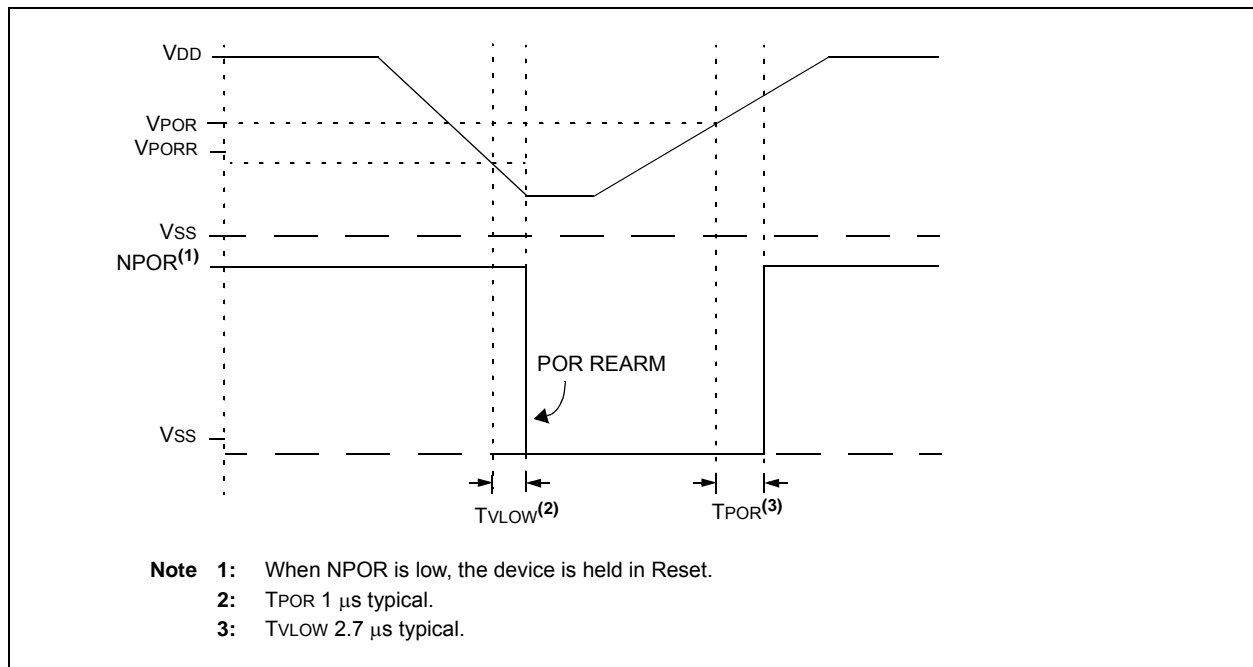 VDD
VPOR
VPORR
VSS
NPOR(1)
POR REARM
VSS
TVLOW(2)
TPOR(3)
Note 1: When NPOR is low, the device is held in Reset.
2: TPOR 1 μs typical.
3: TVLOW 2.7 μs typical.